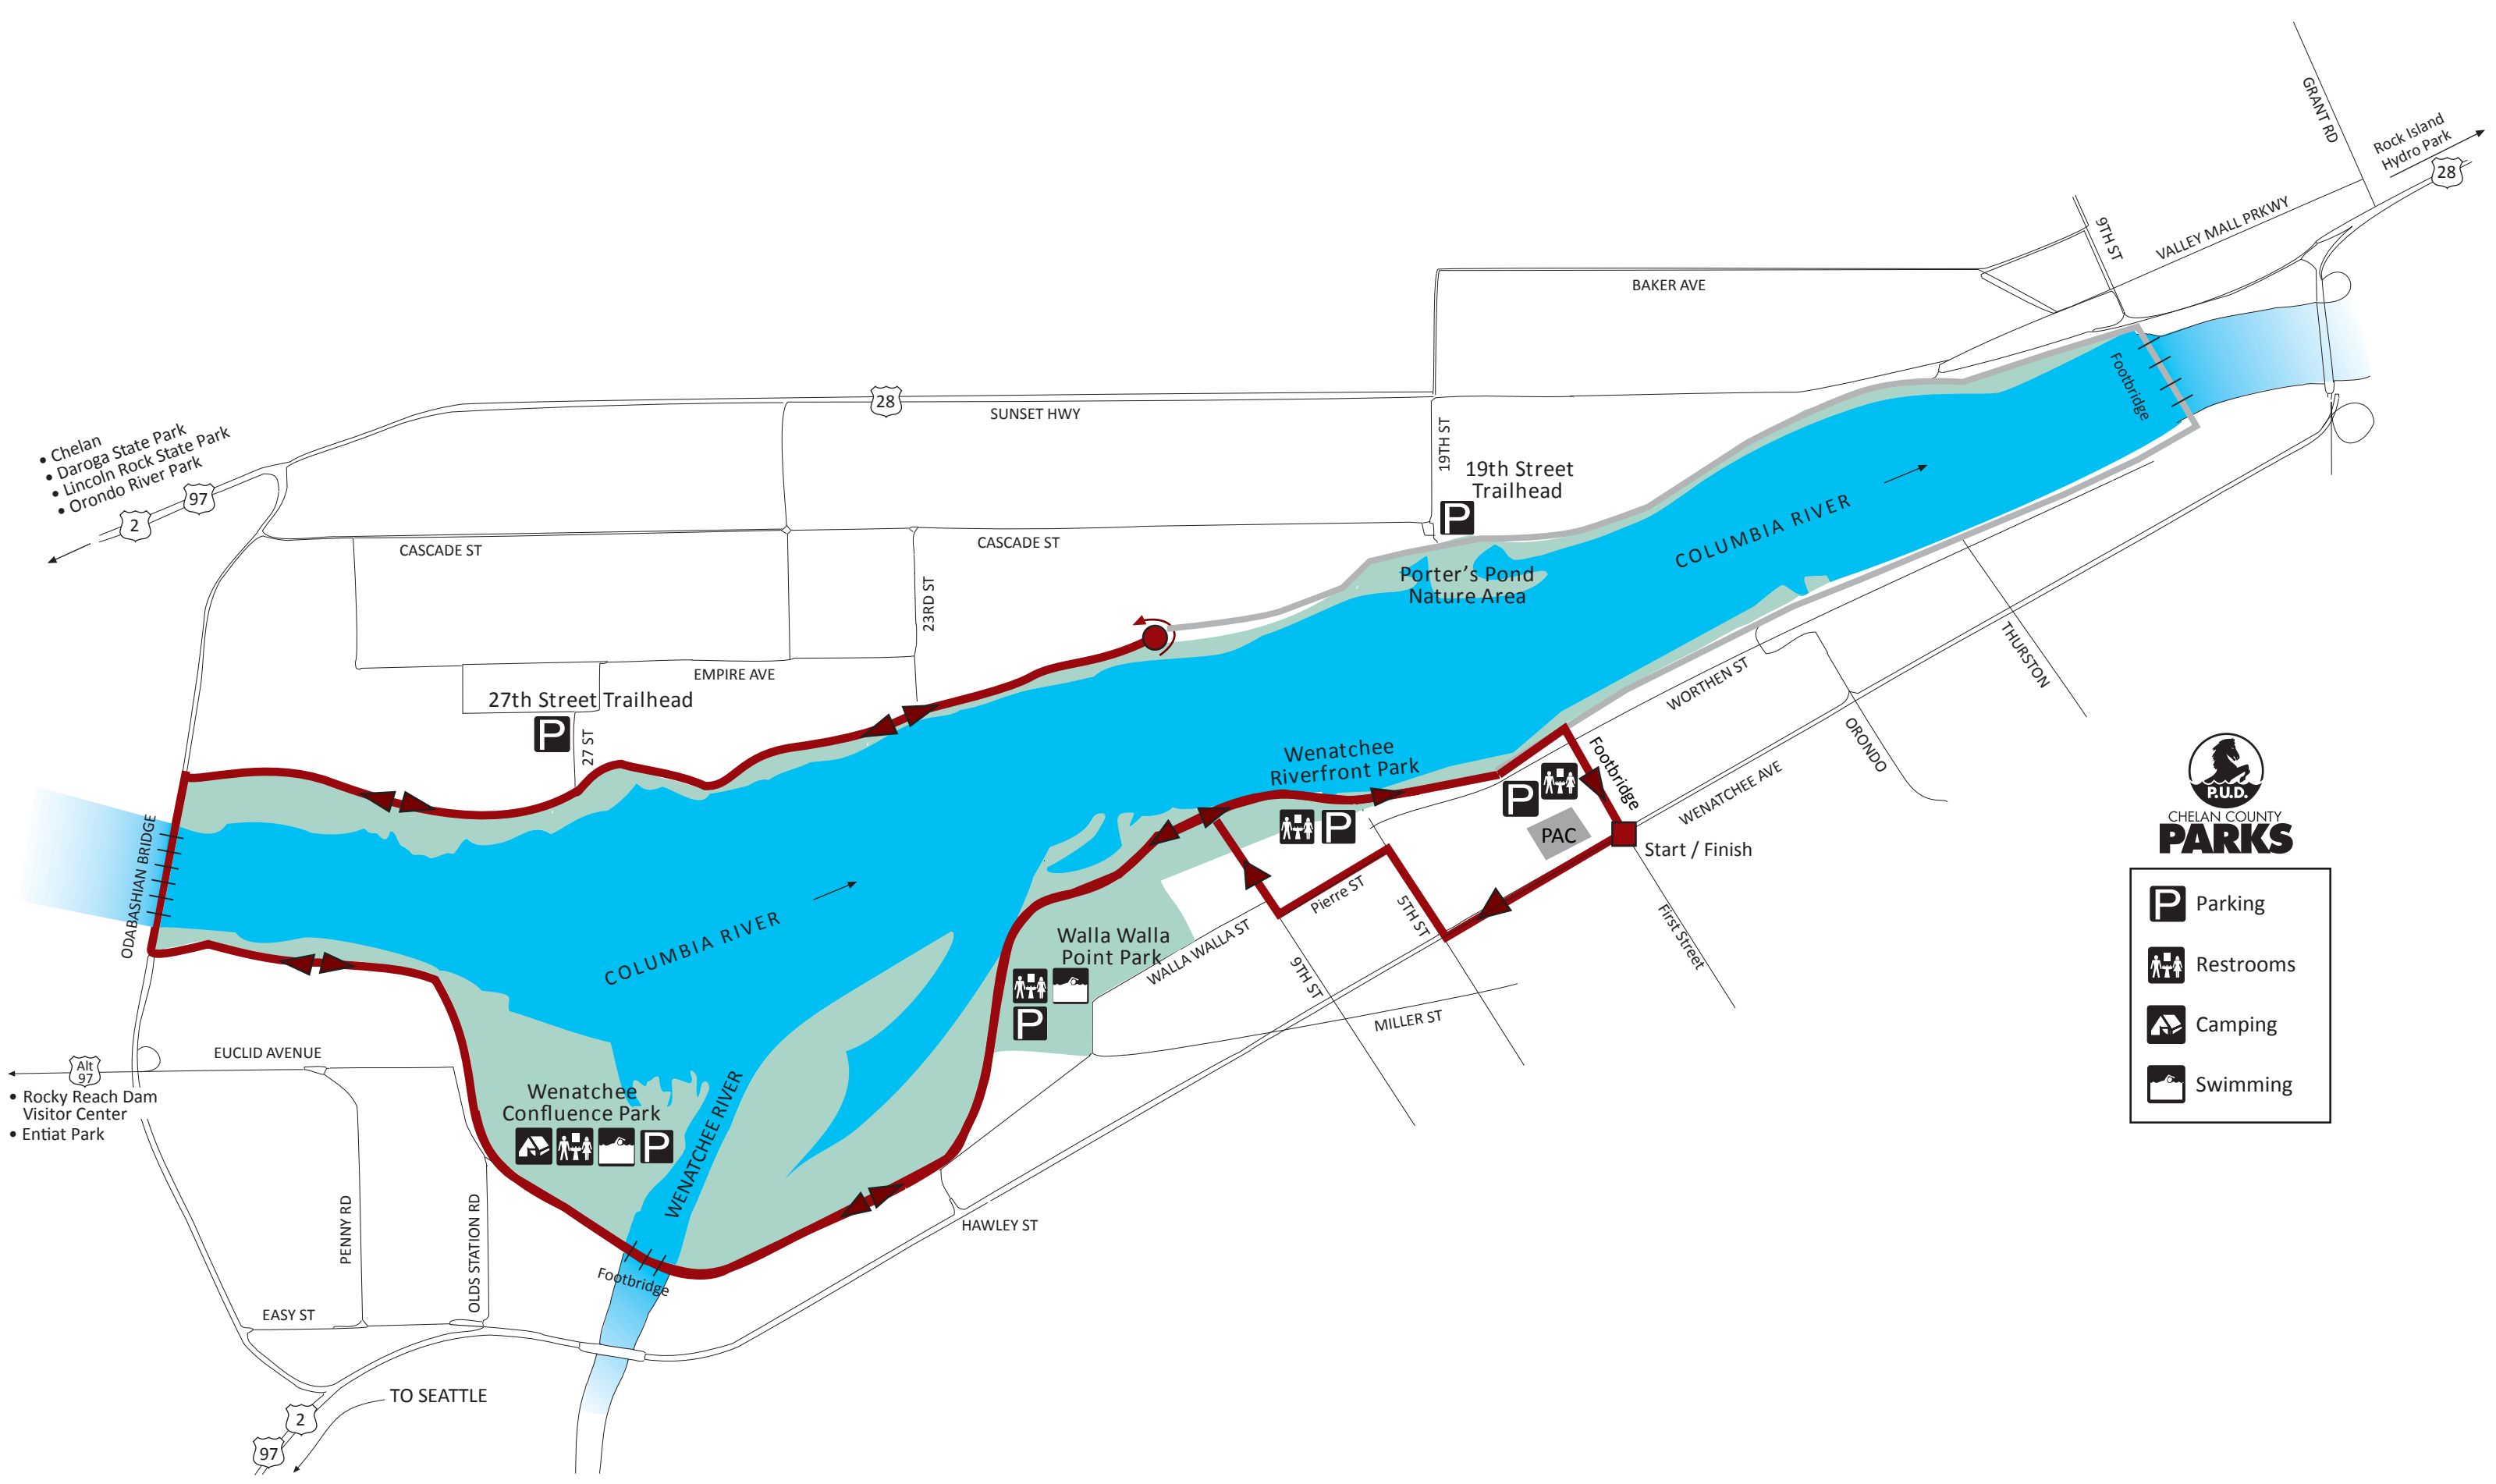 GRANT RD
Rock Island
Hydro Park
28
9TH ST
VALLEY MALL PRKWY
BAKER AVE
Footbridge
28
SUNSET HWY
• Chelan
• Daroga State Park
• Lincoln Rock State Park
• Orondo River Park
97
2
19TH ST
19th Street
Trailhead
P
COLUMBIA RIVER
CASCADE ST
CASCADE ST
Porter’s Pond
Nature Area
23RD ST
THURSTON
EMPIRE AVE
27th Street Trailhead
P
27 ST
WORTHEN ST
ORONDO
Wenatchee
Riverfront Park
P
Footbridge
P
WENATCHEE AVE
PAC
Start / Finish
ODABASHIAN BRIDGE
Pierre ST
5TH ST
First Street
COLUMBIA RIVER
Walla Walla
Point Park
P
WALLA WALLA ST
9TH ST
MILLER ST
EUCLID AVENUE
Alt
97
• Rocky Reach Dam
Visitor Center
• Entiat Park
Wenatchee
Confluence Park
P
WENATCHEE RIVER
PENNY RD
OLDS STATION RD
HAWLEY ST
Footbridge
EASY ST
TO SEATTLE
2
97
P.U.D.
CHELAN COUNTY
PARKS
P Parking
Restrooms
Camping
Swimming